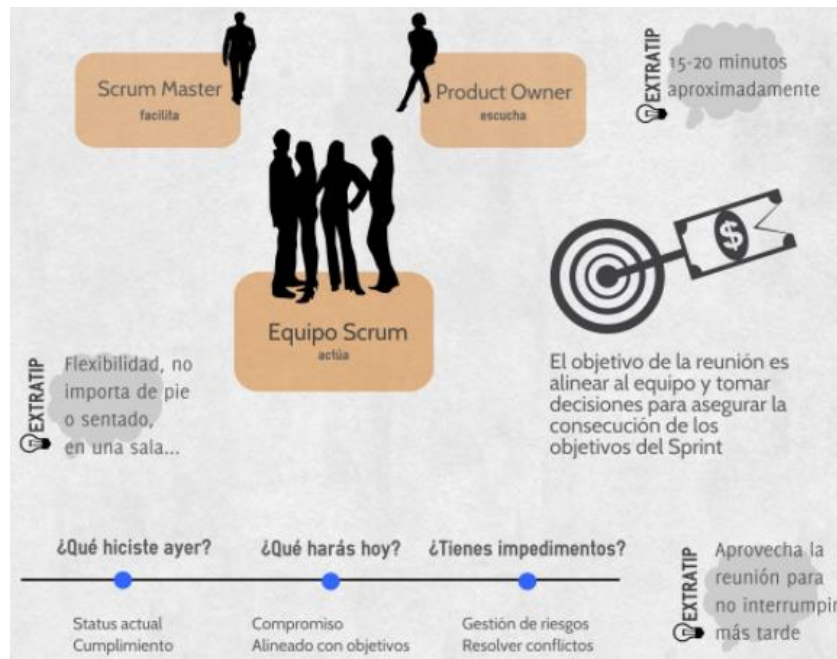 Scrum Master
facilita
Product Owner
escucha
EXTRATIP
15-20 minutos
aproximadamente
Equipo Scrum
actúa
$
El objetivo de la reunión es
alinear al equipo y tomar
decisiones para asegurar la
consecución de los
objetivos del Sprint
EXTRATIP
Flexibilidad, no
importa de pie
o sentado,
en una sala...
¿Qué hiciste ayer?
¿Qué harás hoy?
¿Tienes impedimentos?
Status actual
Cumplimiento
Compromiso
Alineado con objetivos
Gestión de riesgos
Resolver conflictos
EXTRATIP
Aprovecha la
reunión para
no interrumpir
más tarde